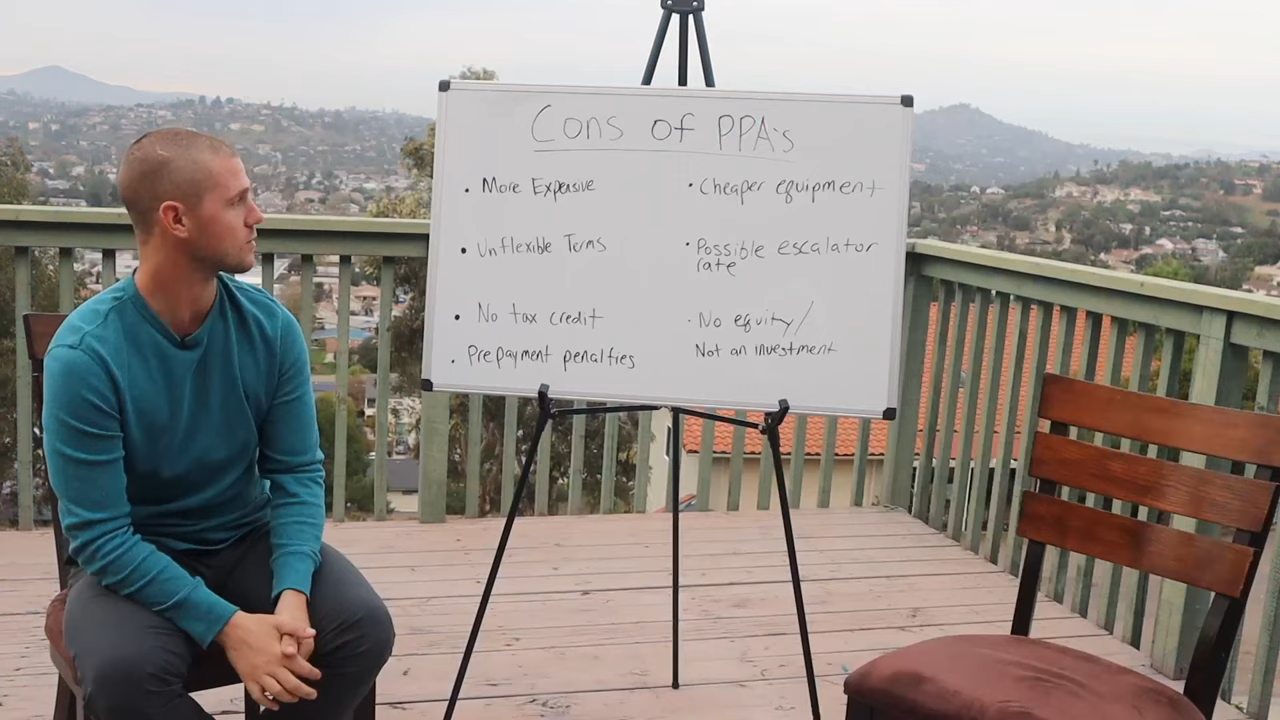 Cons of PPA's
• More Expensive
• Unflexible Terms
• No tax credit
• Prepayment penalties
• Cheaper equipment
• Possible escalator
rate
• No equity/
Not an investment